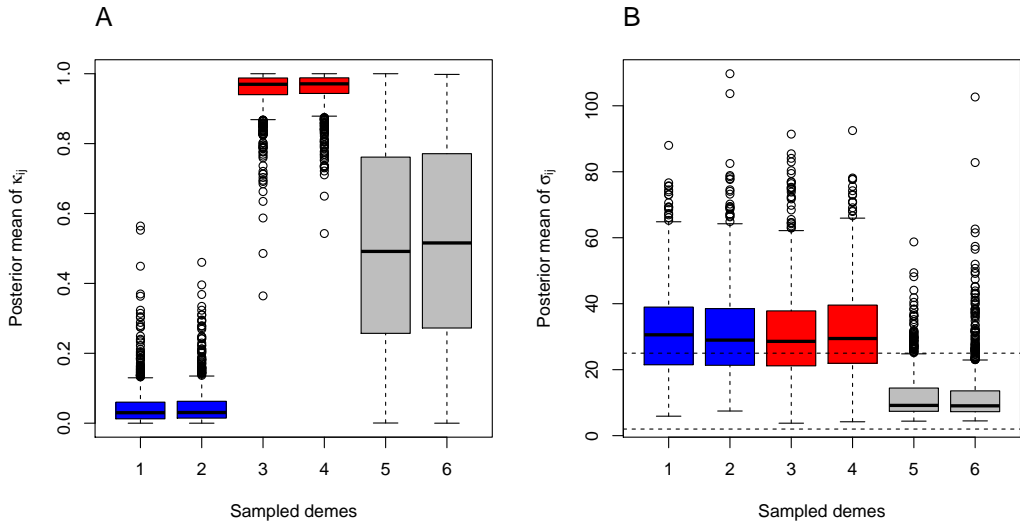 A
Posterior mean of κij
0.0 0.2 0.4 0.6 0.8 1.0
1 2 3 4 5 6
Sampled demes
B
Posterior mean of σij
0 20 40 60 80 100
1 2 3 4 5 6
Sampled demes